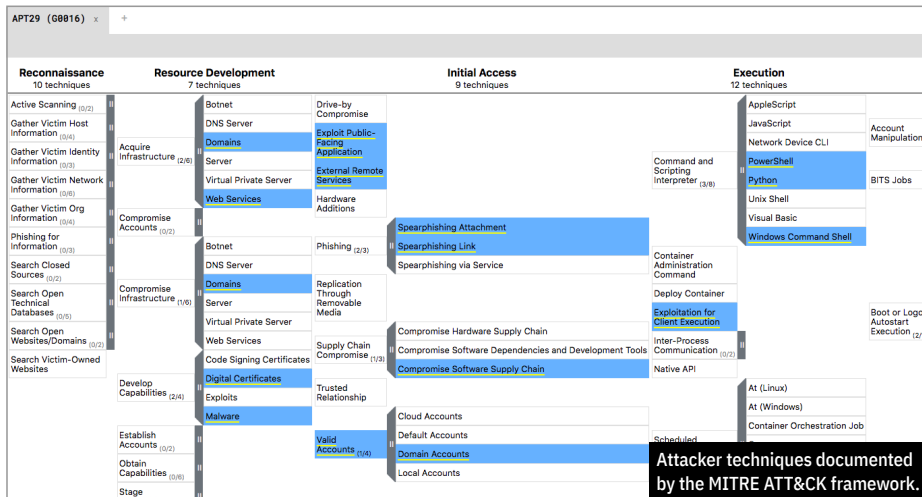 APT29 (G0016) x +
Reconnaissance
10 techniques
Active Scanning (0/2)
Gather Victim Host
Information (0/4)
Gather Victim Identity
Information (0/3)
Gather Victim Network
Information (0/6)
Gather Victim Org
Information (0/4)
Phishing for
Information (0/3)
Search Closed
Sources (0/2)
Search Open
Technical
Databases (0/5)
Search Open
Websites/Domains (0/2)
Search Victim-Owned
Websites
Resource Development
7 techniques
Acquire
Infrastructure (2/6)
Botnet
DNS Server
Domains
Server
Virtual Private Server
Web Services
Compromise
Accounts (0/2)
Compromise
Infrastructure (1/6)
Botnet
DNS Server
Domains
Server
Virtual Private Server
Web Services
Develop
Capabilities (2/4)
Code Signing Certificates
Digital Certificates
Exploits
Malware
Establish
Accounts (0/2)
Obtain
Capabilities (0/6)
Stage
Initial Access
9 techniques
Drive-by
Compromise
Exploit Public-
Facing
Application
External Remote
Services
Hardware
Additions
Phishing (2/3)
Spearphishing Attachment
Spearphishing Link
Spearphishing via Service
Replication
Through
Removable
Media
Supply Chain
Compromise (1/3)
Compromise Hardware Supply Chain
Compromise Software Dependencies and Development Tools
Compromise Software Supply Chain
Trusted
Relationship
Valid
Accounts (1/4)
Cloud Accounts
Default Accounts
Domain Accounts
Local Accounts
Execution
12 techniques
Command and
Scripting
Interpreter (3/8)
AppleScript
JavaScript
Network Device CLI
PowerShell
Python
Unix Shell
Visual Basic
Windows Command Shell
Container
Administration
Command
Deploy Container
Exploitation for
Client Execution
Inter-Process
Communication (0/2)
Native API
Scheduled
At (Linux)
At (Windows)
Container Orchestration Job
Account
Manipulation
BITS Jobs
Boot or Logo
Autostart
Execution (2/
Attacker techniques documented
by the MITRE ATT&CK framework.